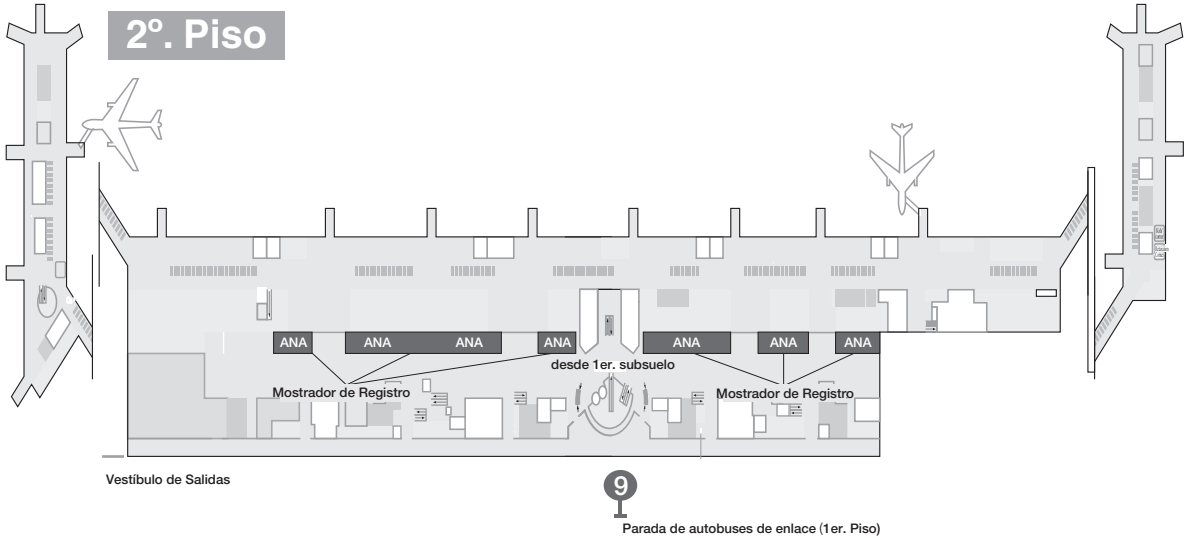 2º. Piso
ANA ANA ANA ANA ANA ANA ANA
desde 1er. subsuelo
Mostrador de Registro Mostrador de Registro
Vestíbulo de Salidas
9
Parada de autobuses de enlace (1er. Piso)